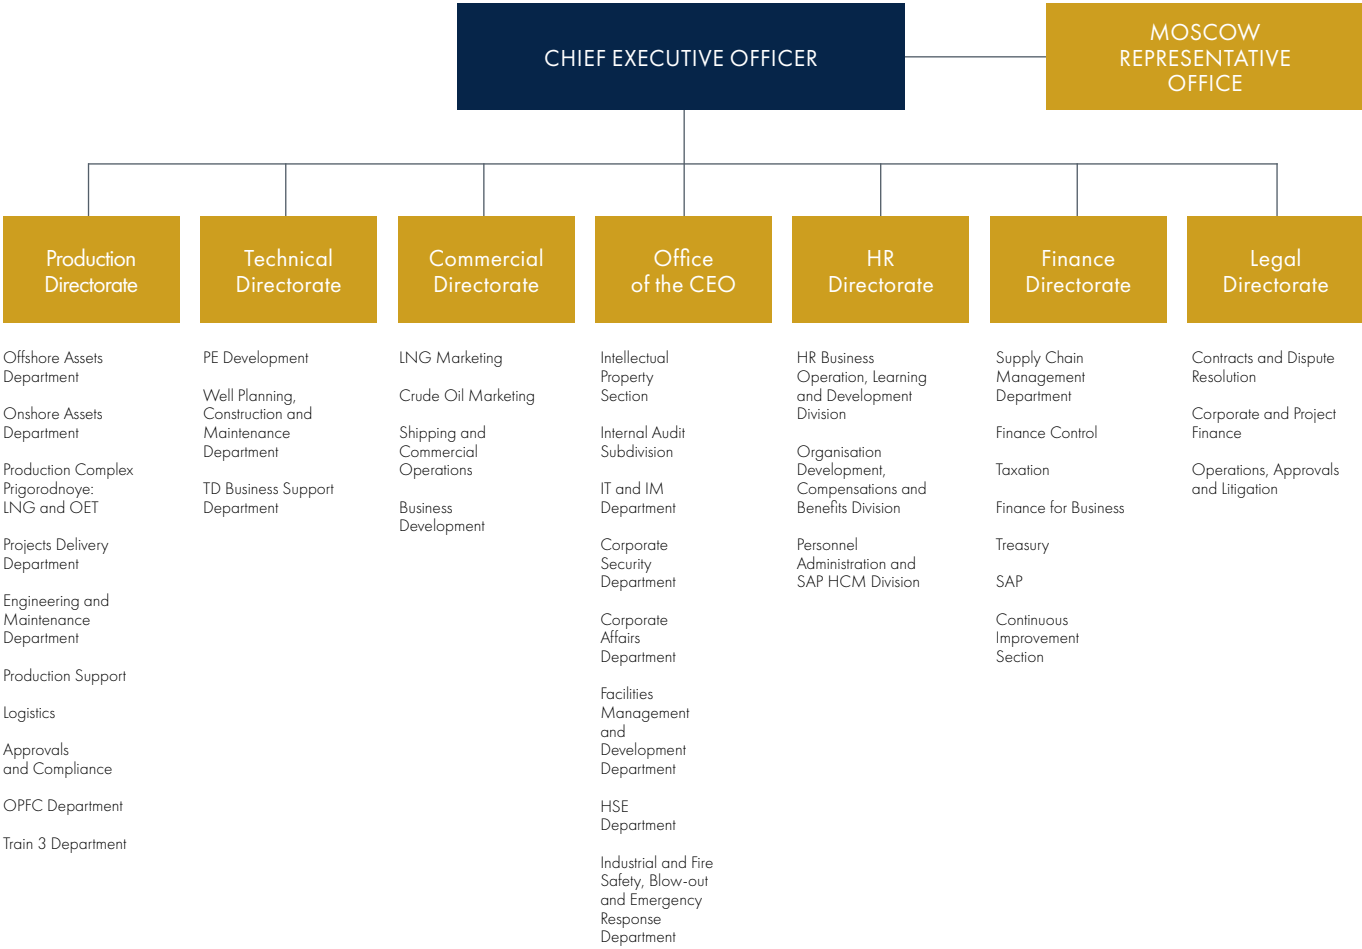 CHIEF EXECUTIVE OFFICER
MOSCOW
REPRESENTATIVE
OFFICE
Production
Directorate
Technical
Directorate
Commercial
Directorate
Office
of the CEO
HR
Directorate
Finance
Directorate
Legal
Directorate
Offshore Assets
Department
Onshore Assets
Department
Production Complex
Prigorodnoye:
LNG and OET
Projects Delivery
Department
Engineering and
Maintenance
Department
Production Support
Logistics
Approvals
and Compliance
OPFC Department
Train 3 Department
PE Development
Well Planning,
Construction and
Maintenance
Department
TD Business Support
Department
LNG Marketing
Crude Oil Marketing
Shipping and
Commercial
Operations
Business
Development
Intellectual
Property
Section
Internal Audit
Subdivision
IT and IM
Department
Corporate
Security
Department
Corporate
Affairs
Department
Facilities
Management
and
Development
Department
HSE
Department
Industrial and Fire
Safety, Blow-out
and Emergency
Response
Department
HR Business
Operation, Learning
and Development
Division
Organisation
Development,
Compensations and
Benefits Division
Personnel
Administration and
SAP HCM Division
Supply Chain
Management
Department
Finance Control
Taxation
Finance for Business
Treasury
SAP
Continuous
Improvement
Section
Contracts and Dispute
Resolution
Corporate and Project
Finance
Operations, Approvals
and Litigation